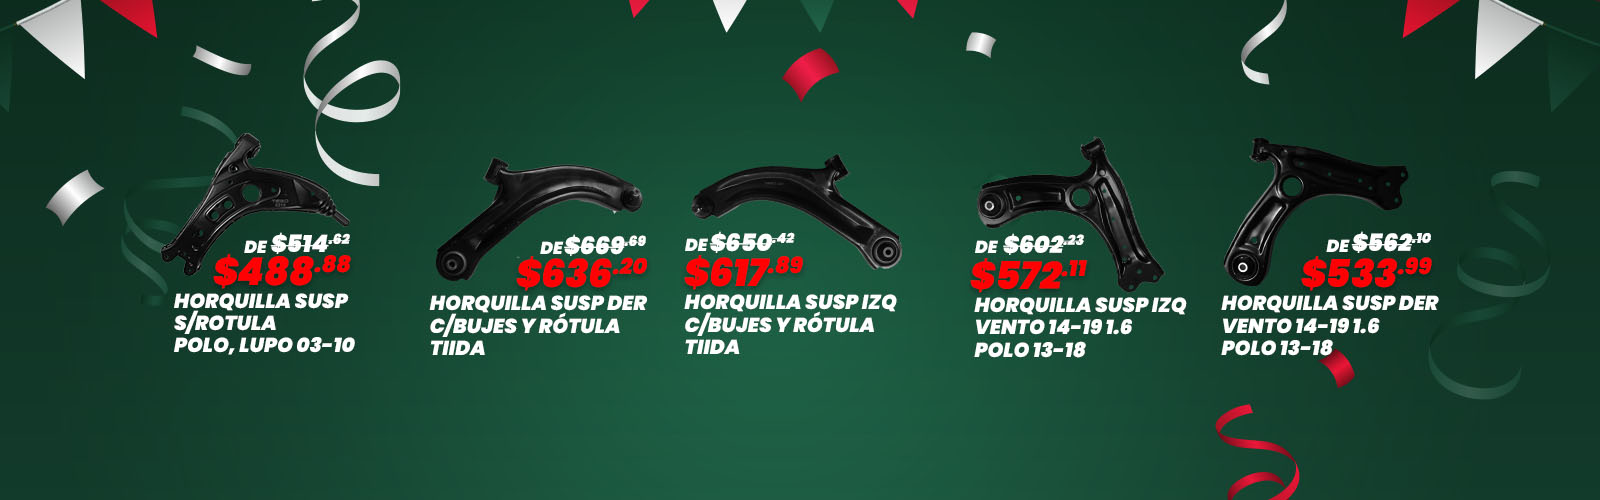 DE $514.62
$488.88
HORQUILLA SUSP
S/ROTULA
POLO, LUPO 03-10
DE $669.69
$636.20
HORQUILLA SUSP DER
C/BUJES Y RÓTULA
TIIDA
DE $650.42
$617.89
HORQUILLA SUSP IZQ
C/BUJES Y RÓTULA
TIIDA
DE $602.23
$572.11
HORQUILLA SUSP IZQ
VENTO 14-19 1.6
POLO 13-18
DE $562.10
$533.99
HORQUILLA SUSP DER
VENTO 14-19 1.6
POLO 13-18